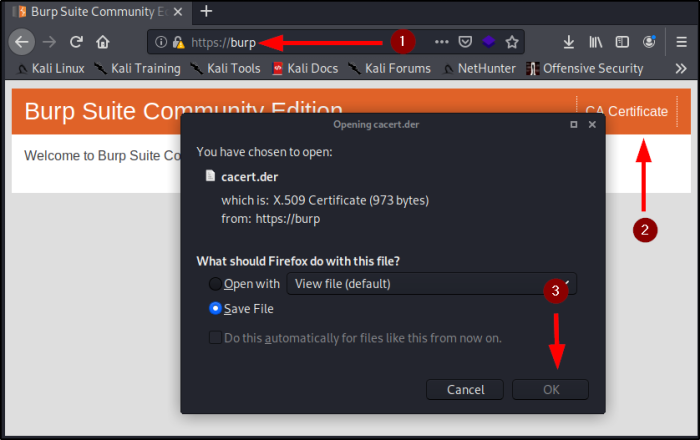 Burp Suite Community Ed
https://burp
1
Kali Linux Kali Training Kali Tools Kali Docs Kali Forums NetHunter Offensive Security
Burp Suite Community Edition
CA Certificate
Opening cacert.der
Welcome to Burp Suite Co
You have chosen to open:
cacert.der
which is: X.509 Certificate (973 bytes)
from: https://burp
2
What should Firefox do with this file?
Open with View file (default)
3
Save File
Do this automatically for files like this from now on.
Cancel OK